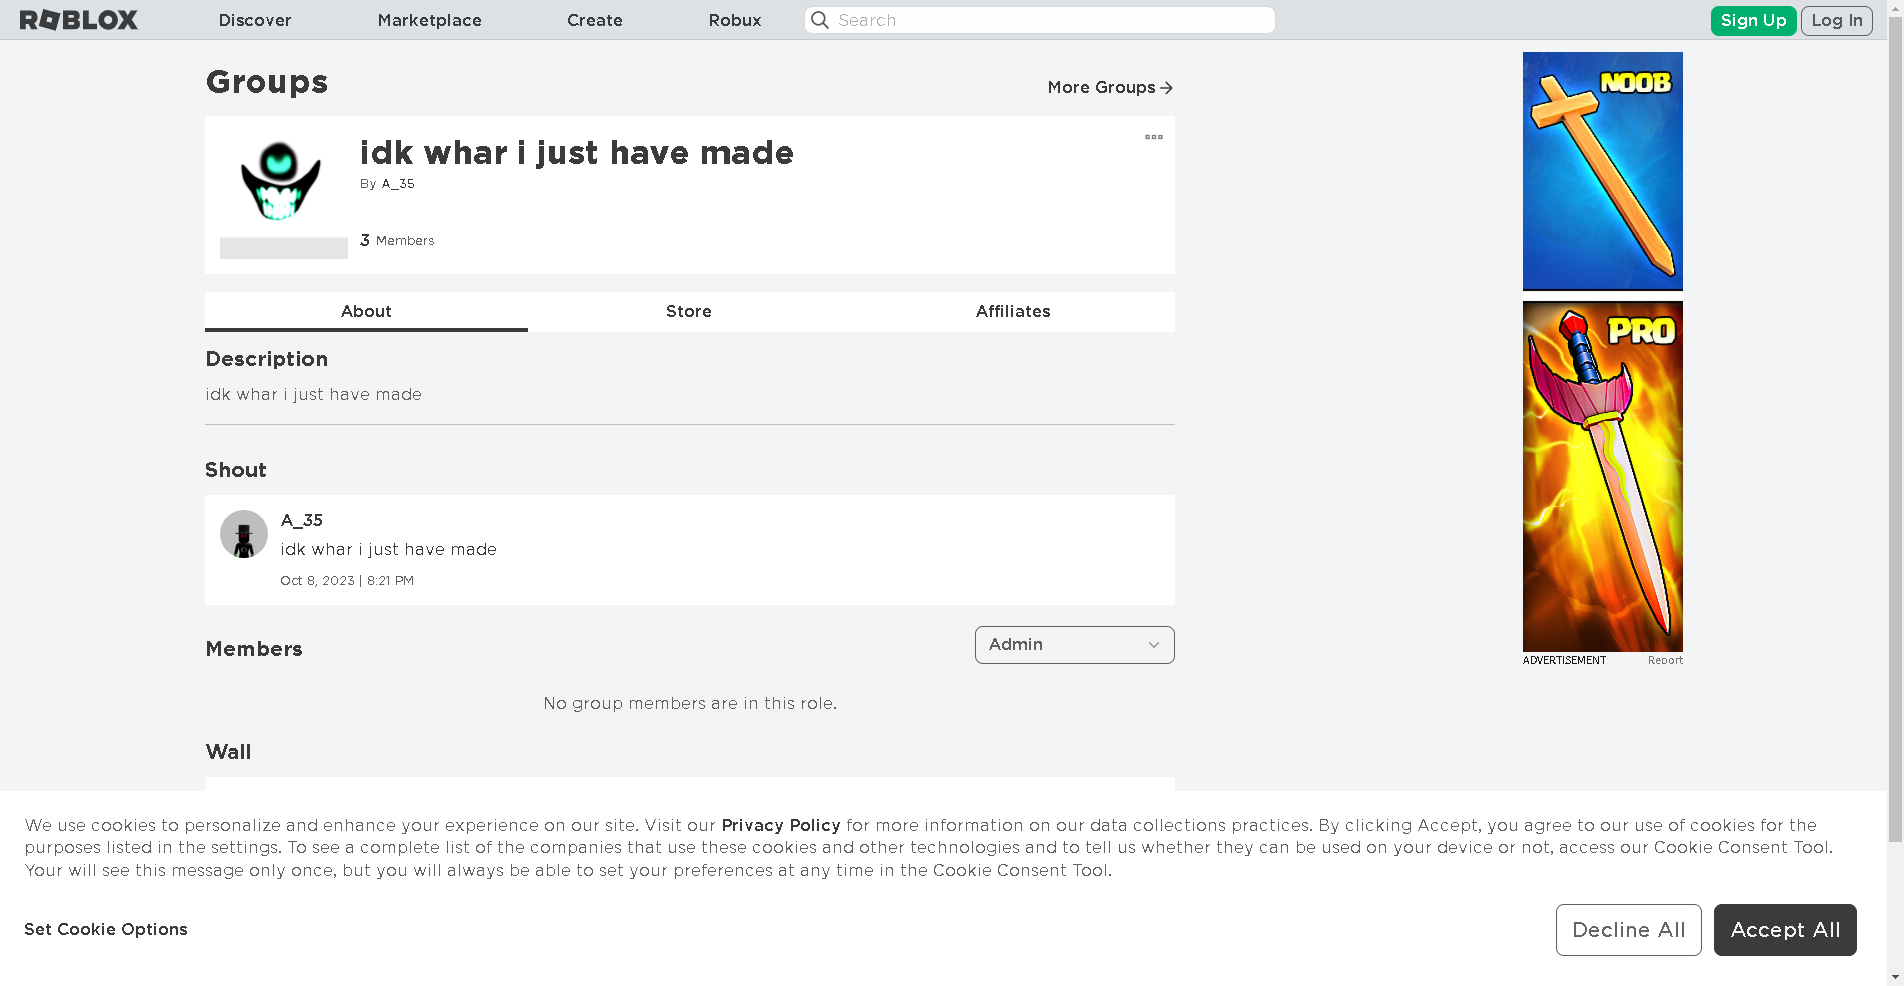 ROBLOX
Discover
Marketplace
Create
Robux
Search
Sign Up
Log In
Groups
More Groups
idk whar i just have made
By A_35
3 Members
About
Store
Affiliates
Description
idk whar i just have made
Shout
A_35
idk whar i just have made
Oct 8, 2023 | 8:21 PM
Members
Admin
No group members are in this role.
Wall
NOOB
PRO
ADVERTISEMENT
Report
We use cookies to personalize and enhance your experience on our site. Visit our Privacy Policy for more information on our data collections practices. By clicking Accept, you agree to our use of cookies for the
purposes listed in the settings. To see a complete list of the companies that use these cookies and other technologies and to tell us whether they can be used on your device or not, access our Cookie Consent Tool.
Your will see this message only once, but you will always be able to set your preferences at any time in the Cookie Consent Tool.
Set Cookie Options
Decline All
Accept All